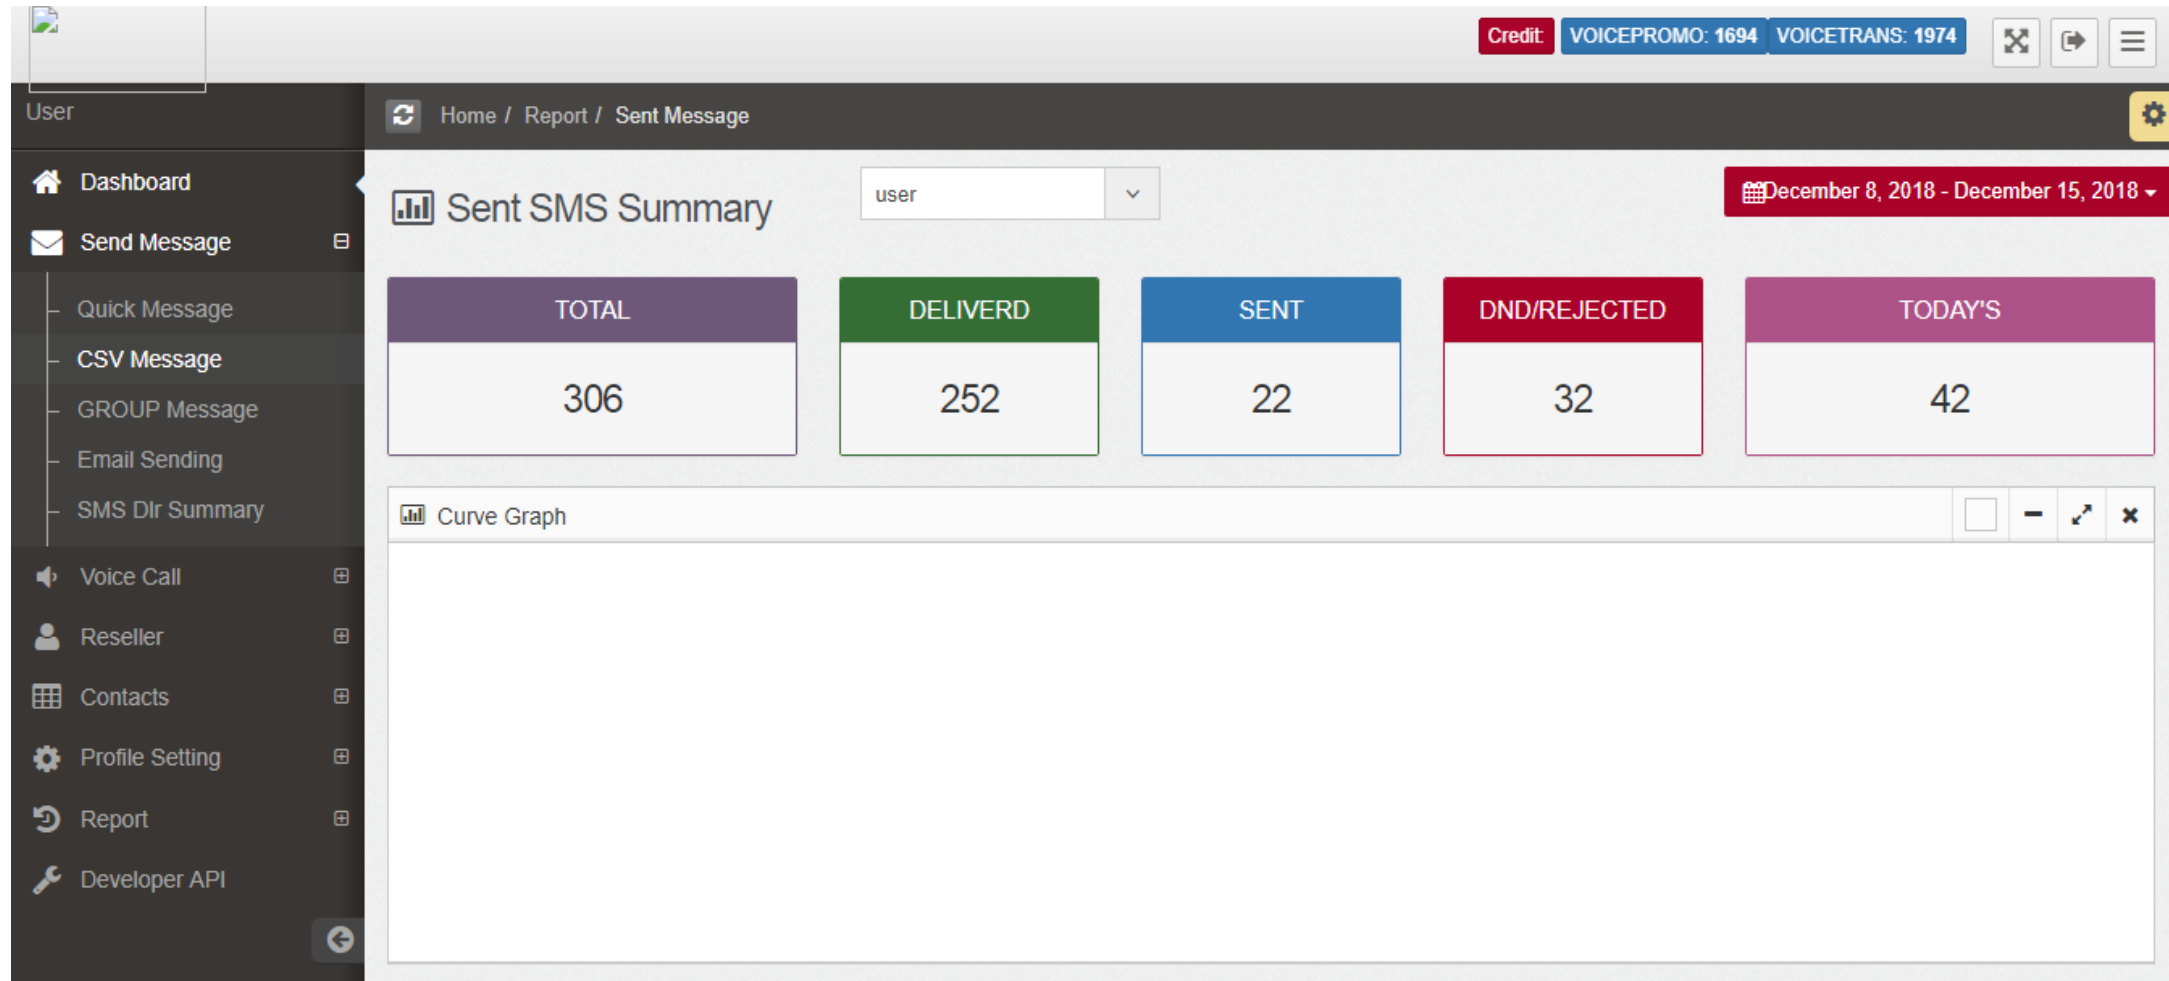 Credit: VOICEPROMO: 1694 VOICETRANS: 1974
User
Home / Report / Sent Message
Dashboard
Send Message
Quick Message
CSV Message
GROUP Message
Email Sending
SMS Dlr Summary
Voice Call
Reseller
Contacts
Profile Setting
Report
Developer API
Sent SMS Summary
user
December 8, 2018 - December 15, 2018
TOTAL
306
DELIVERD
252
SENT
22
DND/REJECTED
32
TODAY'S
42
Curve Graph